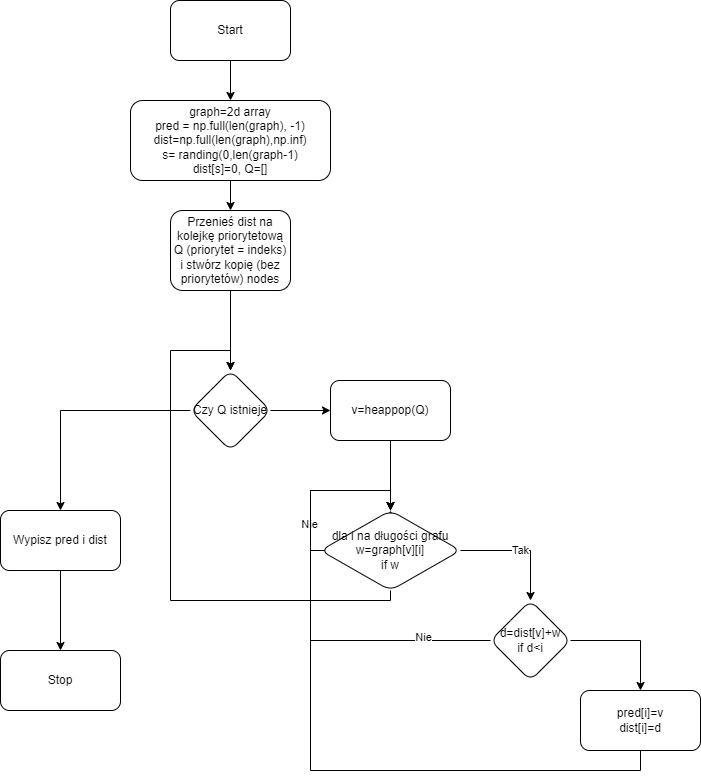 Start
graph=2d array
pred = np.full(len(graph), -1)
dist=np.full(len(graph),np.inf)
s= randing(0,len(graph-1)
dist[s]=0, Q=[]
Przenieś dist na
kolejkę priorytetową
Q (priorytet = indeks)
i stwórz kopię (bez
priorytetów) nodes
Czy Q istnieje
v=heappop(Q)
Nie
dla i na długości grafu
w=graph[v][i]
if w
Tak
Wypisz pred i dist
d=dist[v]+w
if d<i
Nie
Stop
pred[i]=v
dist[i]=d